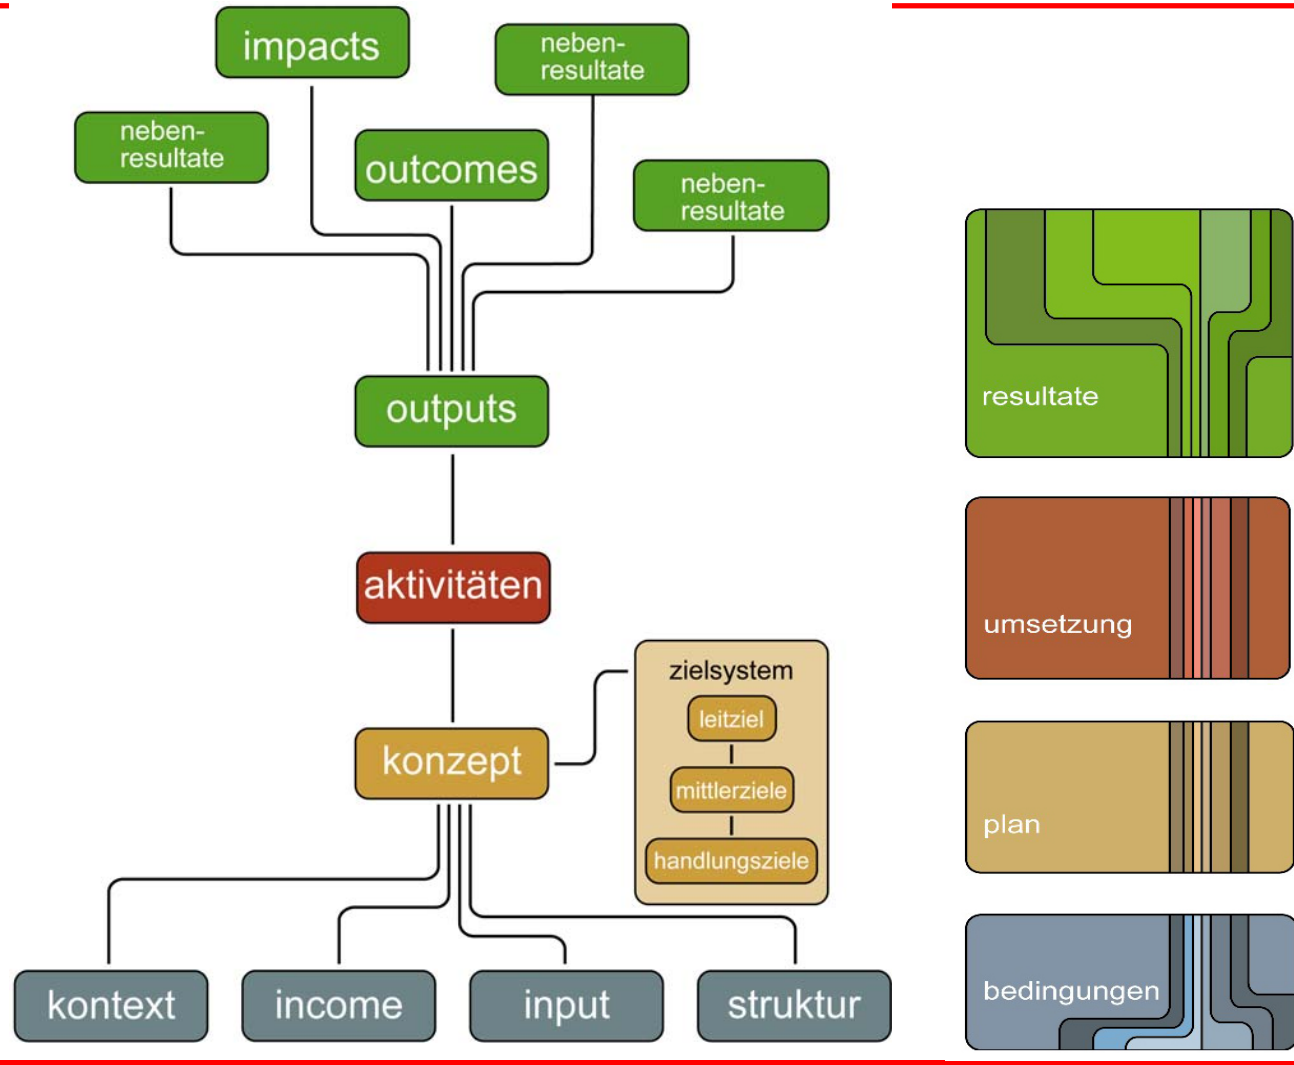 impacts
neben-
resultate
neben-
resultate
outcomes
neben-
resultate
outputs
aktivitäten
konzept
zielsystem
leitziel
mittlerziele
handlungsziele
kontext
income
input
struktur
resultate
umsetzung
plan
bedingungen